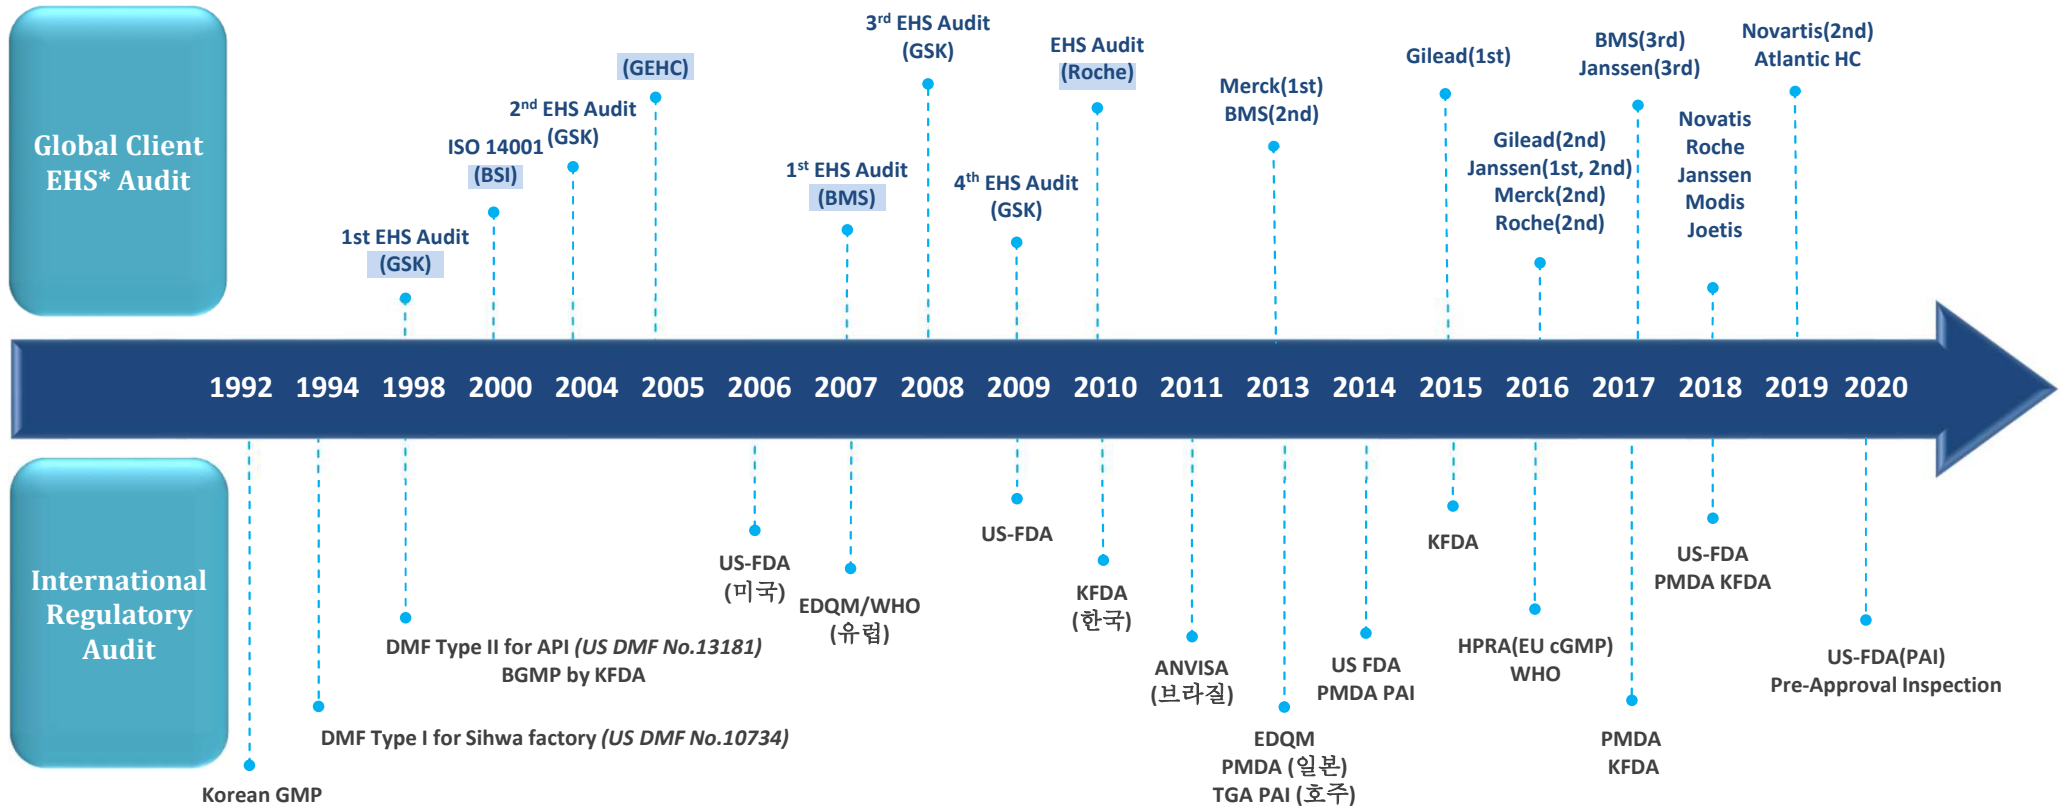 Global Client
EHS* Audit
1st EHS Audit
(GSK)
ISO 14001
(BSI)
2nd EHS Audit
(GSK)
(GEHC)
1st EHS Audit
(BMS)
3rd EHS Audit
(GSK)
4th EHS Audit
(GSK)
EHS Audit
(Roche)
Merck(1st)
BMS(2nd)
Gilead(1st)
Gilead(2nd)
Janssen(1st, 2nd)
Merck(2nd)
Roche(2nd)
BMS(3rd)
Janssen(3rd)
Novatis
Roche
Janssen
Modis
Joetis
Novartis(2nd)
Atlantic HC
1992 1994 1998 2000 2004 2005 2006 2007 2008 2009 2010 2011 2013 2014 2015 2016 2017 2018 2019 2020
International
Regulatory
Audit
Korean GMP
DMF Type I for Sihwa factory (US DMF No.10734)
DMF Type II for API (US DMF No.13181)
BGMP by KFDA
US-FDA
(미국)
EDQM/WHO
(유럽)
US-FDA
KFDA
(한국)
ANVISA
(브라질)
EDQM
PMDA (일본)
TGA PAI (호주)
US FDA
PMDA PAI
KFDA
HPRA(EU cGMP)
WHO
PMDA
KFDA
US-FDA
PMDA KFDA
US-FDA(PAI)
Pre-Approval Inspection